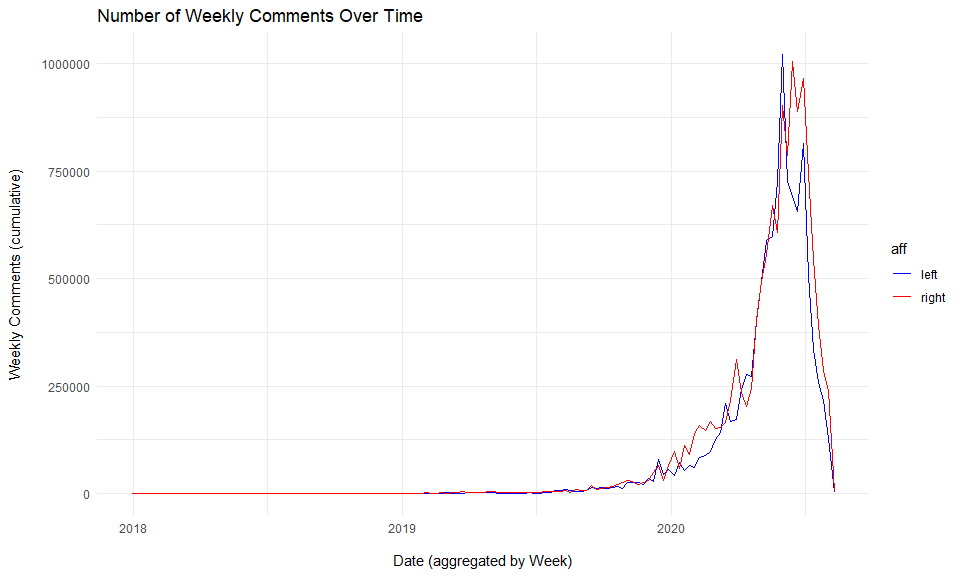 Number of Weekly Comments Over Time
Weekly Comments (cumulative)
1000000
750000
500000
250000
0
2018
2019
2020
Date (aggregated by Week)
aff
left
right